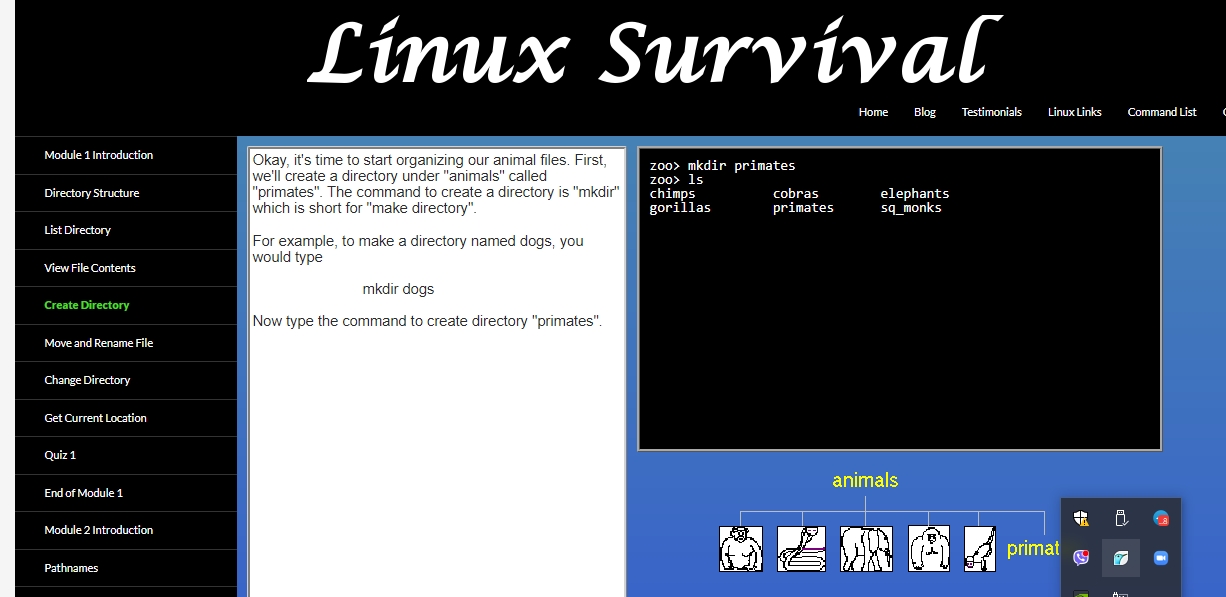 Linux Survival
Home Blog Testimonials Linux Links Command List
Module 1 Introduction
Directory Structure
List Directory
View File Contents
Create Directory
Move and Rename File
Change Directory
Get Current Location
Quiz 1
End of Module 1
Module 2 Introduction
Pathnames
Okay, it's time to start organizing our animal files. First,
we'll create a directory under "animals" called
"primates". The command to create a directory is "mkdir"
which is short for "make directory".
For example, to make a directory named dogs, you
would type
mkdir dogs
Now type the command to create directory "primates".
zoo> mkdir primates
zoo> ls
chimps cobras elephants
gorillas primates sq_monks
animals
primat